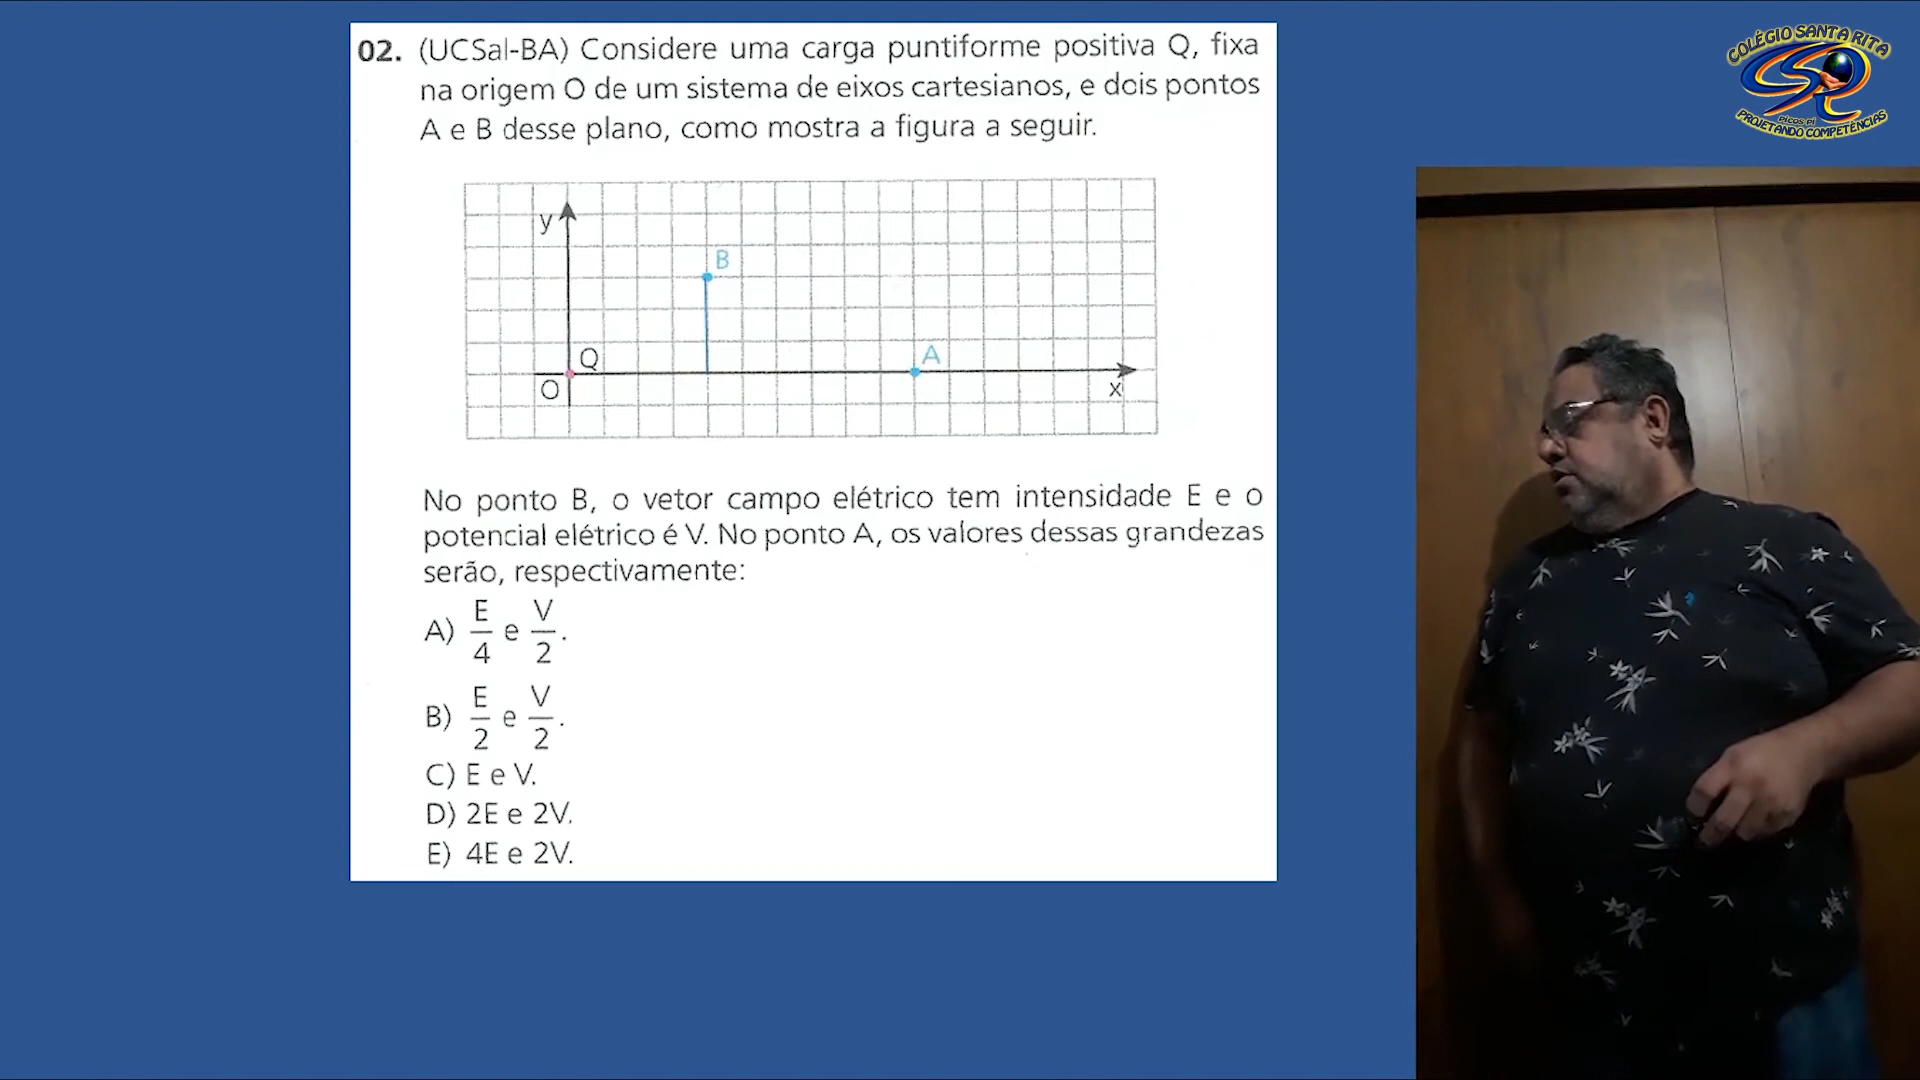 COLÉGIO SANTA RITA
Picos-PI
PROJETANDO COMPETÊNCIAS
02. (UCSal-BA) Considere uma carga puntiforme positiva Q, fixa
na origem O de um sistema de eixos cartesianos, e dois pontos
A e B desse plano, como mostra a figura a seguir.
y
B
Q
A
O
x
No ponto B, o vetor campo elétrico tem intensidade E e o
potencial elétrico é V. No ponto A, os valores dessas grandezas
serão, respectivamente:
A) E/4 e V/2.
B) E/2 e V/2.
C) E e V.
D) 2E e 2V.
E) 4E e 2V.